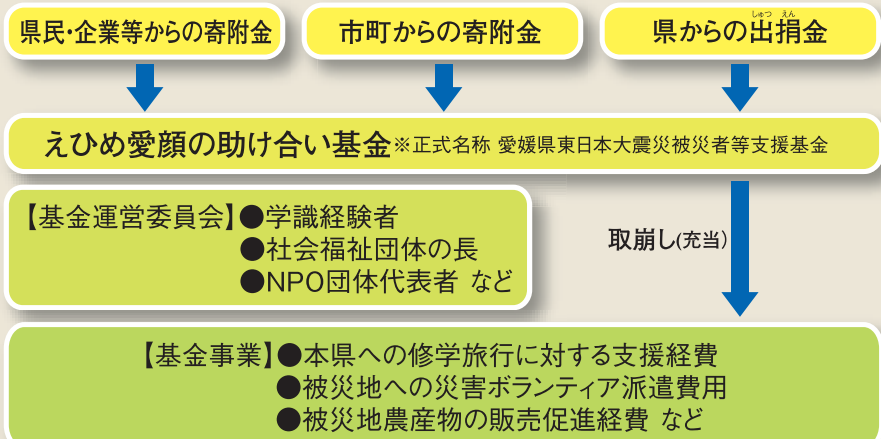 県民・企業等からの寄附金
市町からの寄附金
しゅつ えん
県からの出捐金
えひめ愛顔の助け合い基金※正式名称 愛媛県東日本大震災被災者等支援基金
【基金運営委員会】●学識経験者
●社会福祉団体の長
●NPO団体代表者 など
取崩し(充当)
【基金事業】●本県への修学旅行に対する支援経費
●被災地への災害ボランティア派遣費用
●被災地農産物の販売促進経費 など